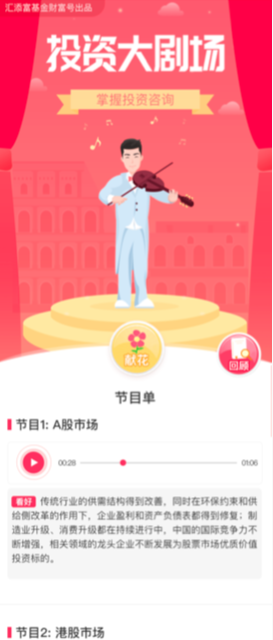 汇添富基金财富号出品
投资大剧场
掌握投资咨询
献花
回顾
节目单
节目1: A股市场
00:28
01:06
看好 传统行业的供需结构得到改善，同时在环保约束和供
给侧改革的作用下，企业盈利和资产负债表都得到修复；制
造业升级、消费升级都在持续进行中，中国的国际竞争力不
断增强，相关领域的龙头企业不断发展为股票市场优质价值
投资标的。
节目2: 港股市场